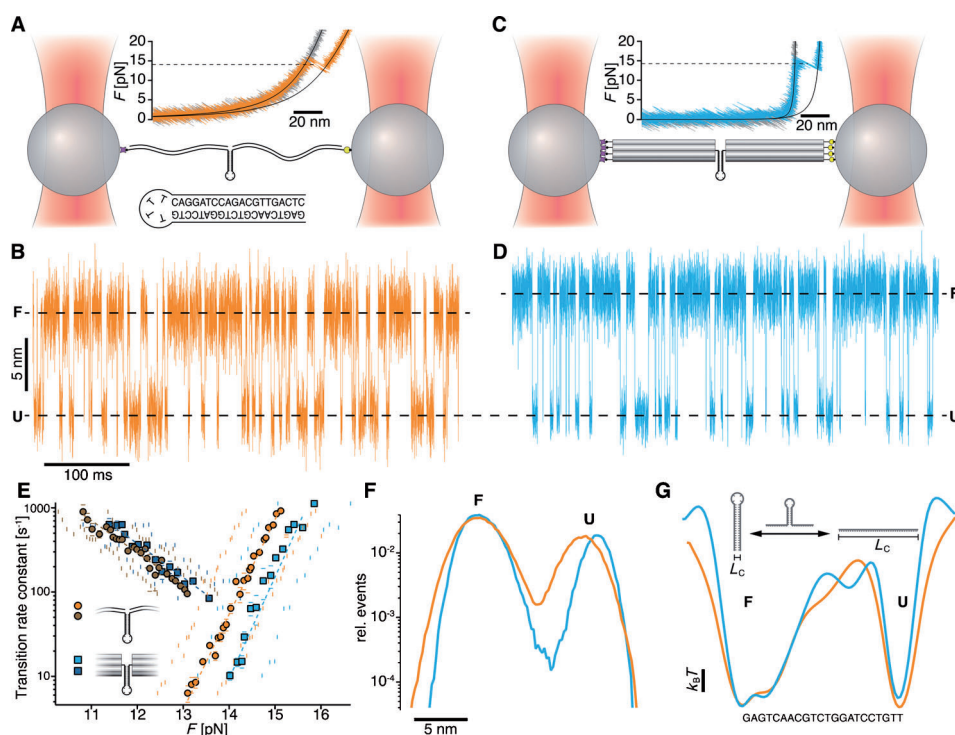 A
F [pN]
20
15
10
5
0
20 nm
T
T
T
T
CAGGATCCAGACGTTGACTC
GAGTCAACGTCTGGATCCTG
C
F [pN]
20
15
10
5
0
20 nm
B
F
5 nm
U
100 ms
D
F
U
E
Transition rate constant [s⁻¹]
1000
100
10
11 12 13 14 15 16
F [pN]
F
rel. events
10⁻²
10⁻³
10⁻⁴
F
U
5 nm
G
L_C
L_C
F
U
k_BT
GAGTCAACGTCTGGATCCTGTT